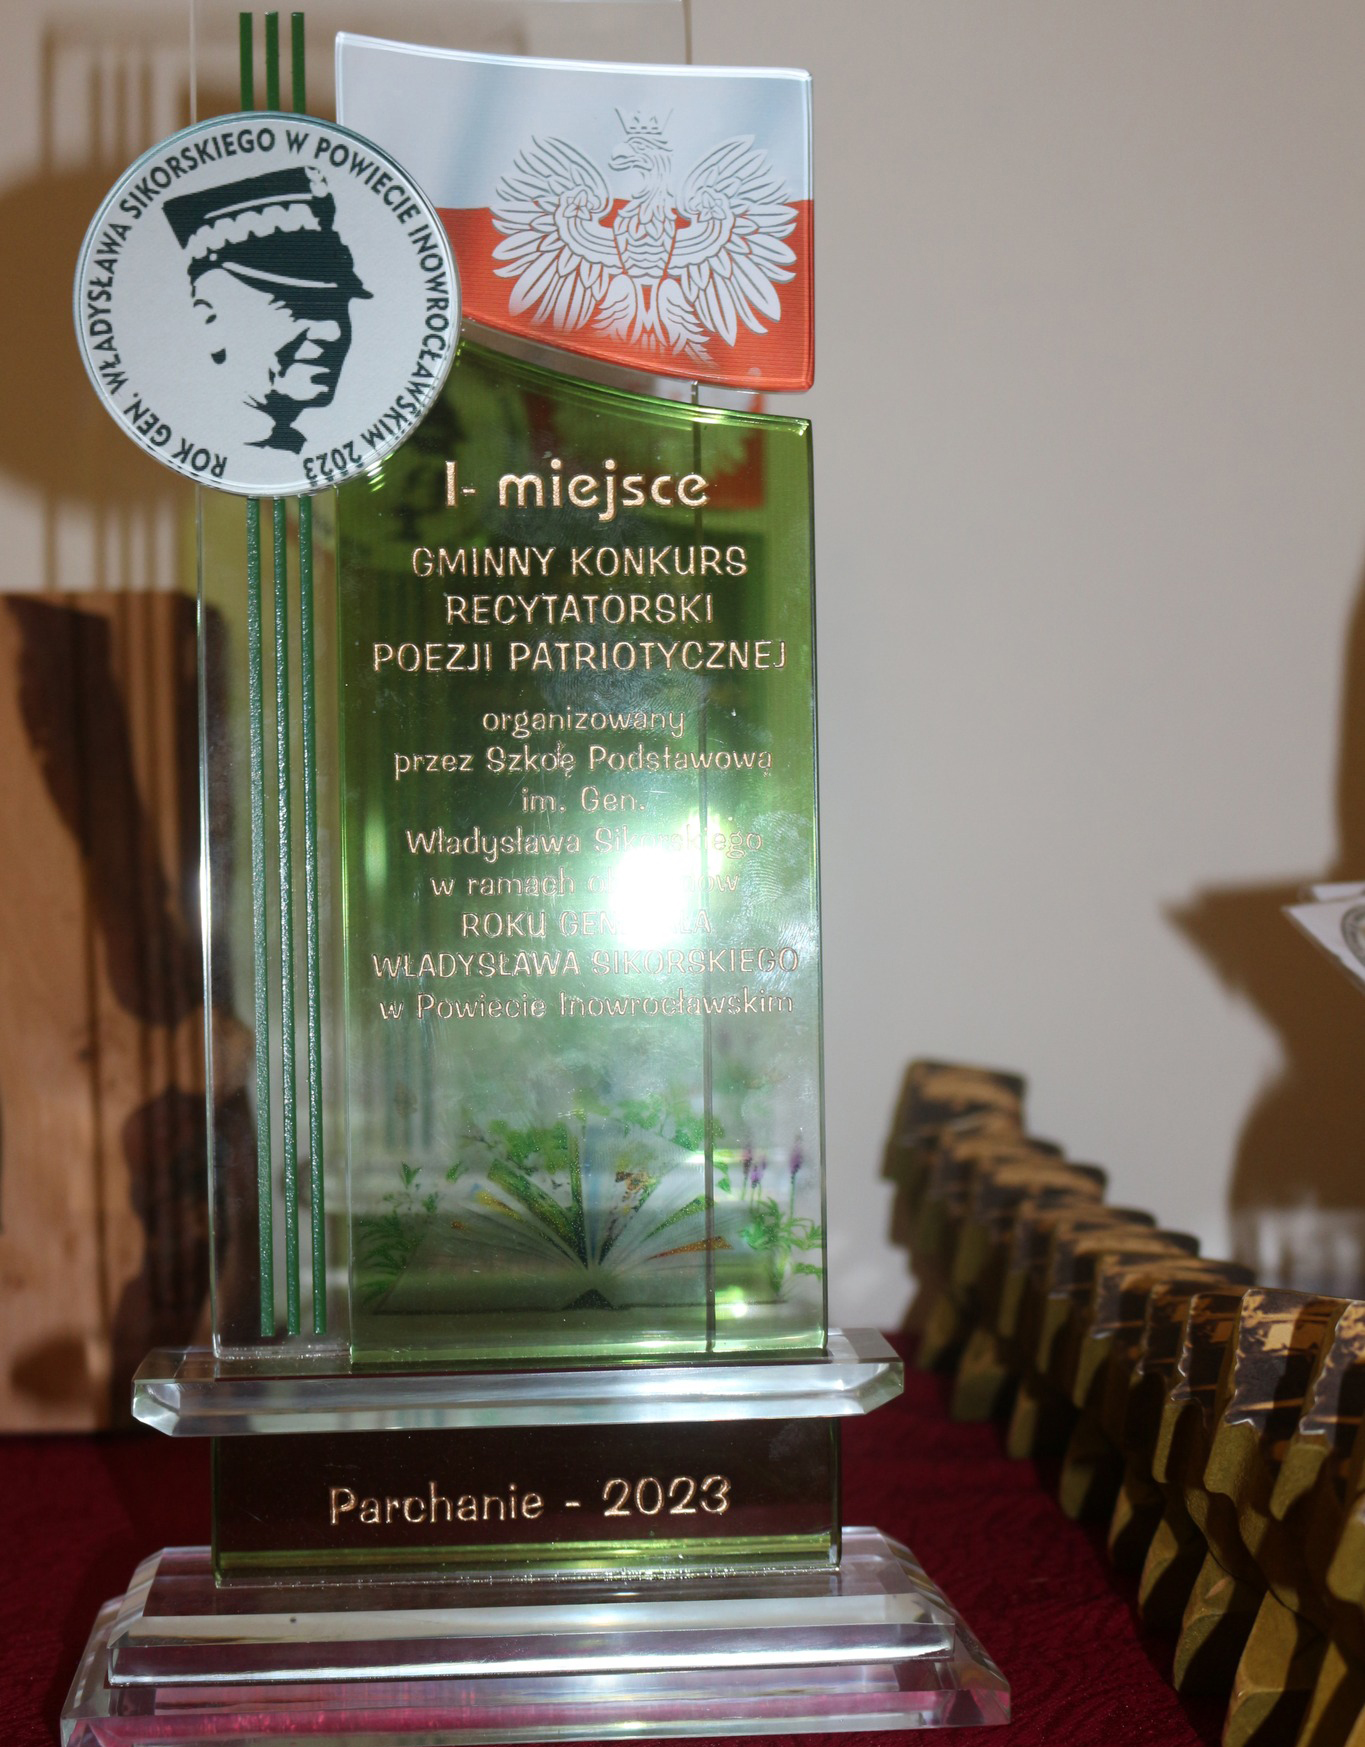 ROK GEN. WŁADYSŁAWA SIKORSKIEGO W POWIECIE INOWROCŁAWSKIM 2023
I- miejsce
GMINNY KONKURS
RECYTATORSKI
POEZJI PATRIOTYCZNEJ
organizowany
przez Szkołę Podstawową
im. Gen.
Władysława Sikorskiego
w ramach
ROKU
WŁADYSŁAWA SIKORSKIEGO
w Powiecie Inowrocławskim
Parchanie - 2023